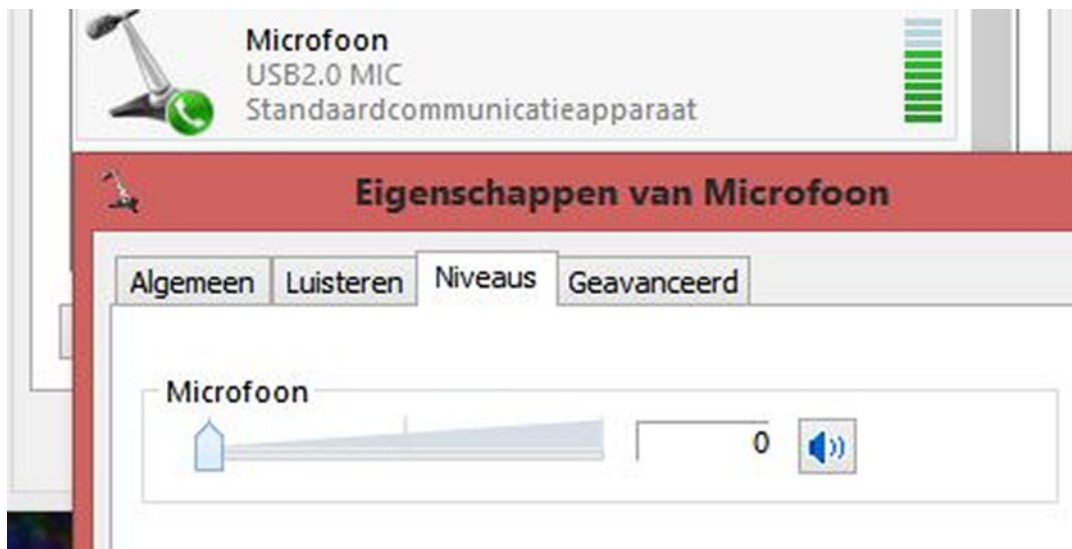 Microfoon
USB2.0 MIC
Standaardcommunicatieapparaat
Eigenschappen van Microfoon
Algemeen Luisteren Niveaus Geavanceerd
Microfoon
0